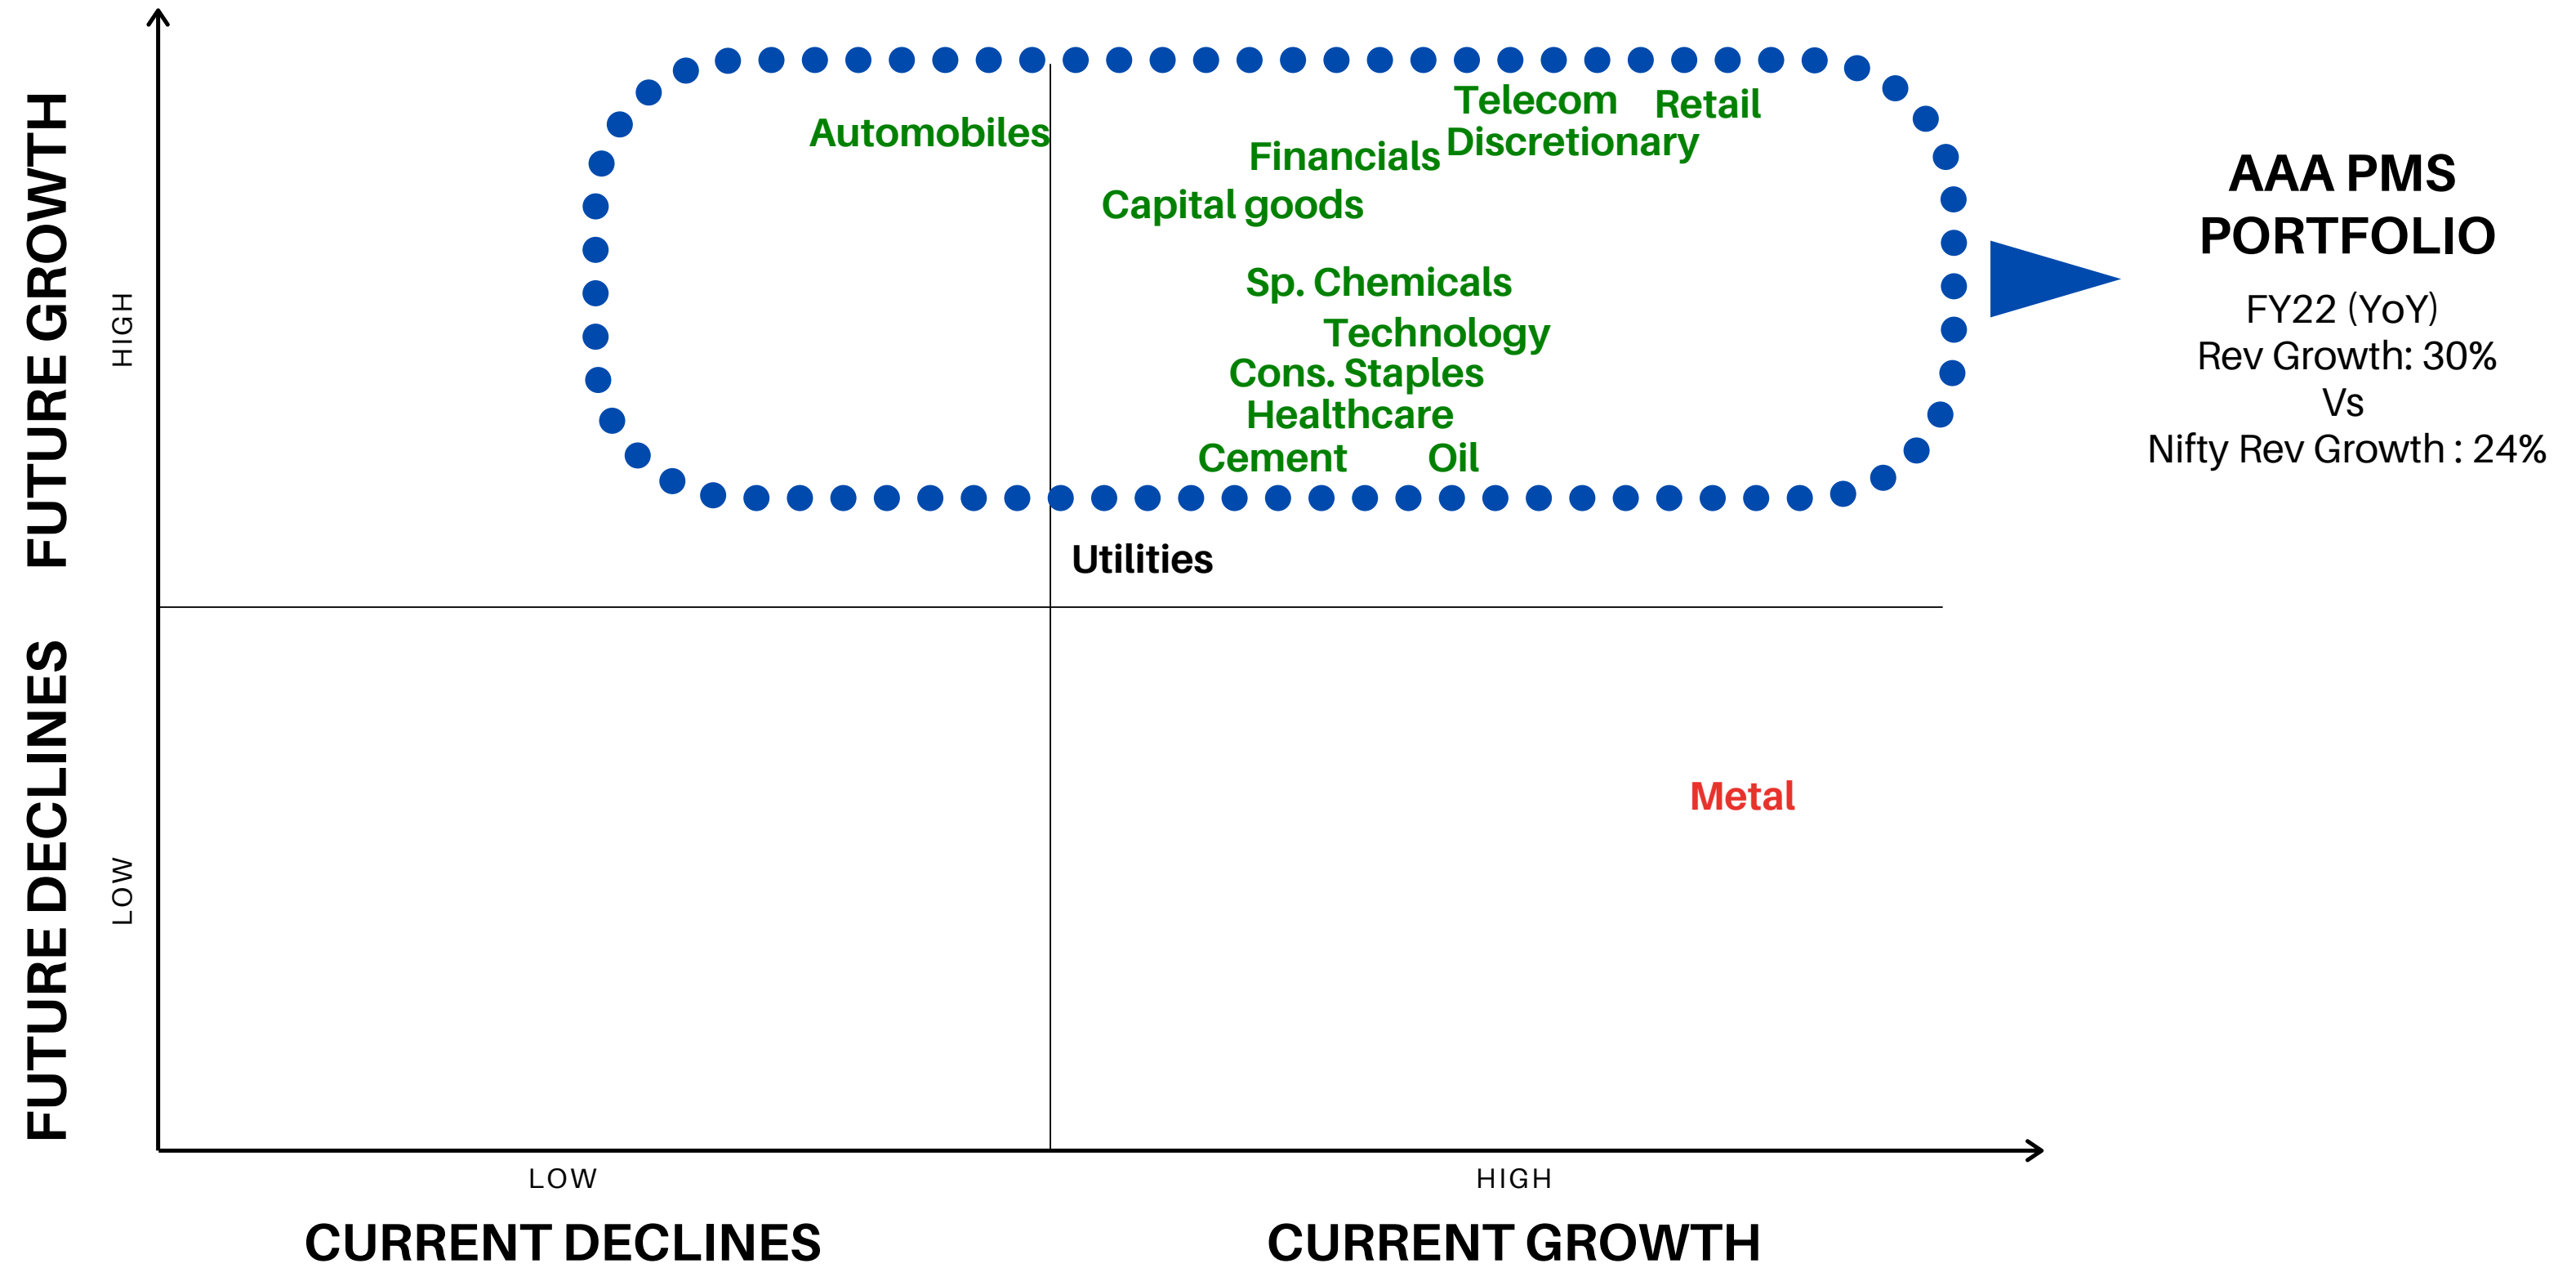 FUTURE GROWTH
HIGH
Automobiles
Telecom
Retail
Discretionary
Financials
Capital goods
Sp. Chemicals
Technology
Cons. Staples
Healthcare
Cement
Oil
Utilities
AAA PMS
PORTFOLIO
FY22 (YoY)
Rev Growth: 30%
Vs
Nifty Rev Growth : 24%
FUTURE DECLINES
LOW
Metal
LOW
HIGH
CURRENT DECLINES
CURRENT GROWTH